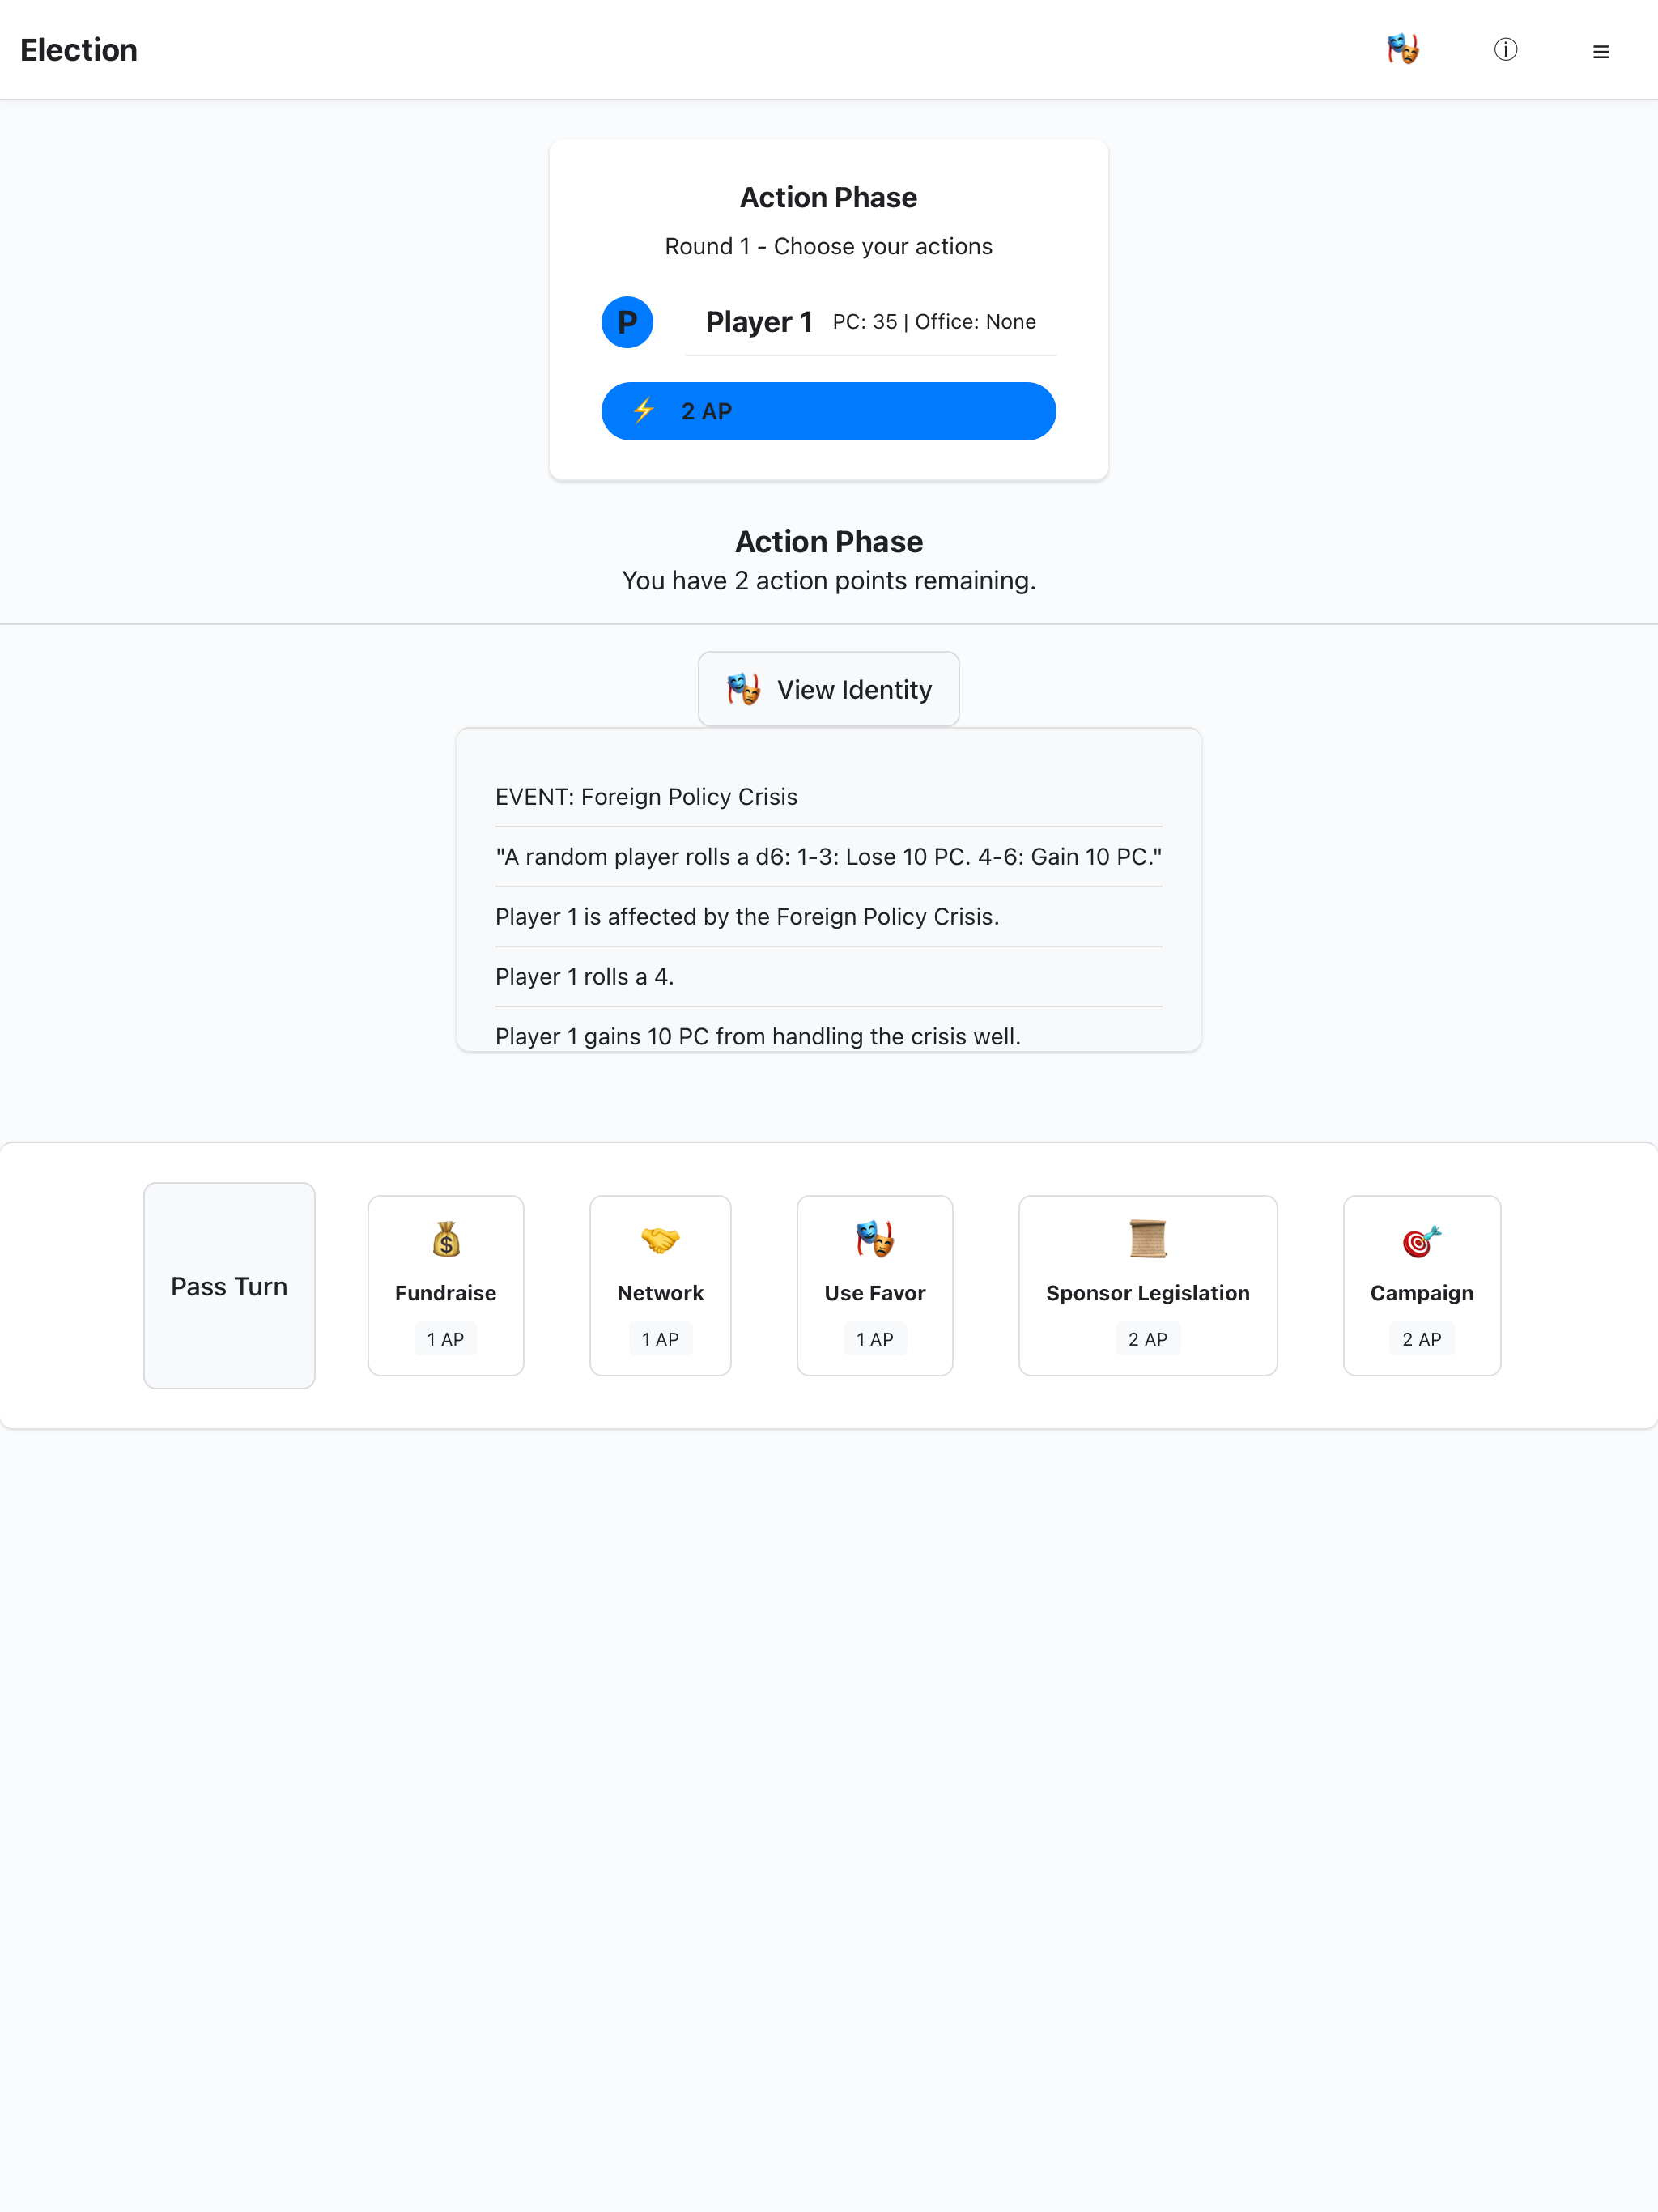 Election
Action Phase
Round 1 - Choose your actions
P
Player 1 PC: 35 | Office: None
2 AP
Action Phase
You have 2 action points remaining.
View Identity
EVENT: Foreign Policy Crisis
"A random player rolls a d6: 1-3: Lose 10 PC. 4-6: Gain 10 PC."
Player 1 is affected by the Foreign Policy Crisis.
Player 1 rolls a 4.
Player 1 gains 10 PC from handling the crisis well.
Pass Turn
Fundraise
1 AP
Network
1 AP
Use Favor
1 AP
Sponsor Legislation
2 AP
Campaign
2 AP